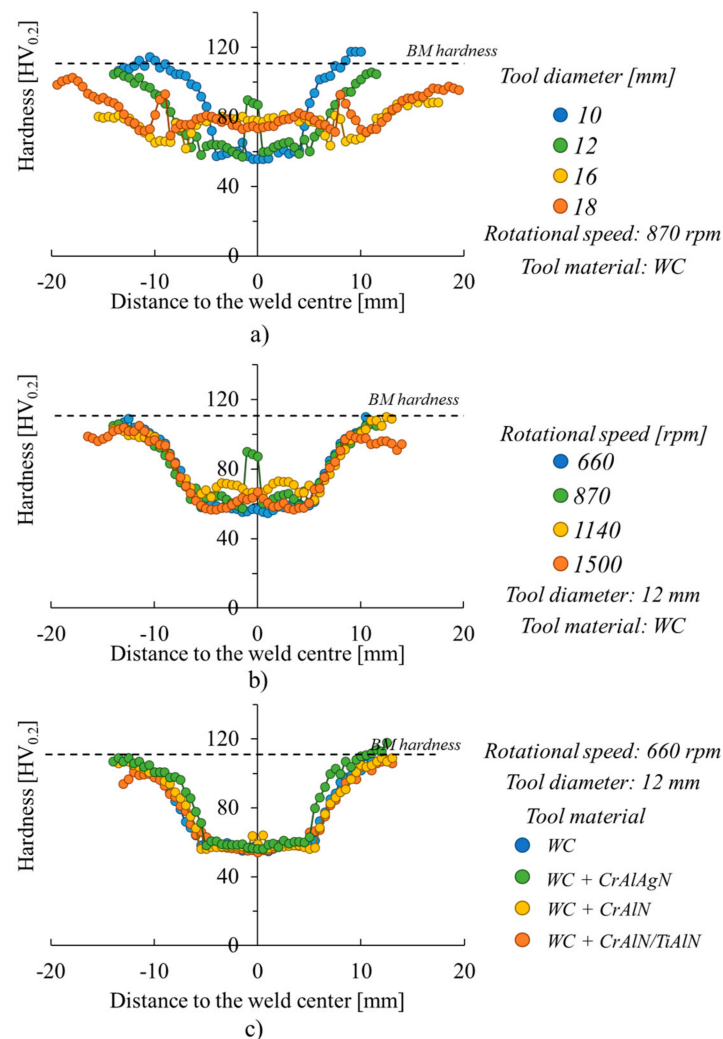 a)
Hardness [HV0.2]
120
80
40
0
BM hardness
-20
-10
0
10
20
Distance to the weld centre [mm]
Tool diameter [mm]
10
12
16
18
Rotational speed: 870 rpm
Tool material: WC
a)
Hardness [HV0.2]
120
80
40
0
BM hardness
-20
-10
0
10
20
Distance to the weld centre [mm]
Rotational speed [rpm]
660
870
1140
1500
Tool diameter: 12 mm
Tool material: WC
b)
Hardness [HV0.2]
120
80
40
0
BM hardness
-20
-10
0
10
20
Distance to the weld center [mm]
Rotational speed: 660 rpm
Tool diameter: 12 mm
Tool material
WC
WC + CrAlAgN
WC + CrAlN
WC + CrAlN/TiAlN
c)